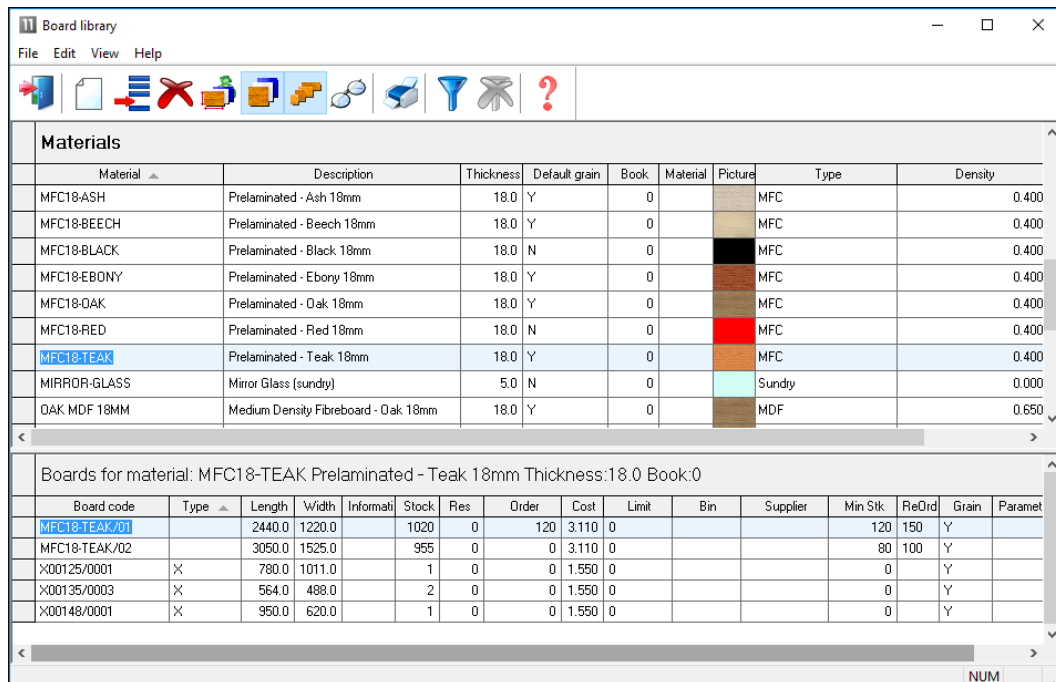 Board library
File Edit View Help
Materials
Material Description Thickness Default grain Book Material Picture Type Density
MFC18-ASH Prelaminated - Ash 18mm 18.0 Y 0 MFC 0.400
MFC18-BEECH Prelaminated - Beech 18mm 18.0 Y 0 MFC 0.400
MFC18-BLACK Prelaminated - Black 18mm 18.0 N 0 MFC 0.400
MFC18-EBONY Prelaminated - Ebony 18mm 18.0 Y 0 MFC 0.400
MFC18-OAK Prelaminated - Oak 18mm 18.0 Y 0 MFC 0.400
MFC18-RED Prelaminated - Red 18mm 18.0 N 0 MFC 0.400
MFC18-TEAK Prelaminated - Teak 18mm 18.0 Y 0 MFC 0.400
MIRROR-GLASS Mirror Glass (sundry) 5.0 N 0 Sundry 0.000
OAK MDF 18MM Medium Density Fibreboard - Oak 18mm 18.0 Y 0 MDF 0.650
Boards for material: MFC18-TEAK Prelaminated - Teak 18mm Thickness:18.0 Book:0
Board code Type Length Width Informati Stock Res Order Cost Limit Bin Supplier Min Stk ReOrd Grain Paramet
MFC18-TEAK/01 2440.0 1220.0 1020 0 120 3.110 0 120 150 Y
MFC18-TEAK/02 3050.0 1525.0 955 0 0 3.110 0 80 100 Y
X00125/0001 X 780.0 1011.0 1 0 0 1.550 0 0 Y
X00135/0003 X 564.0 488.0 2 0 0 1.550 0 0 Y
X00148/0001 X 950.0 620.0 1 0 0 1.550 0 0 Y
NUM